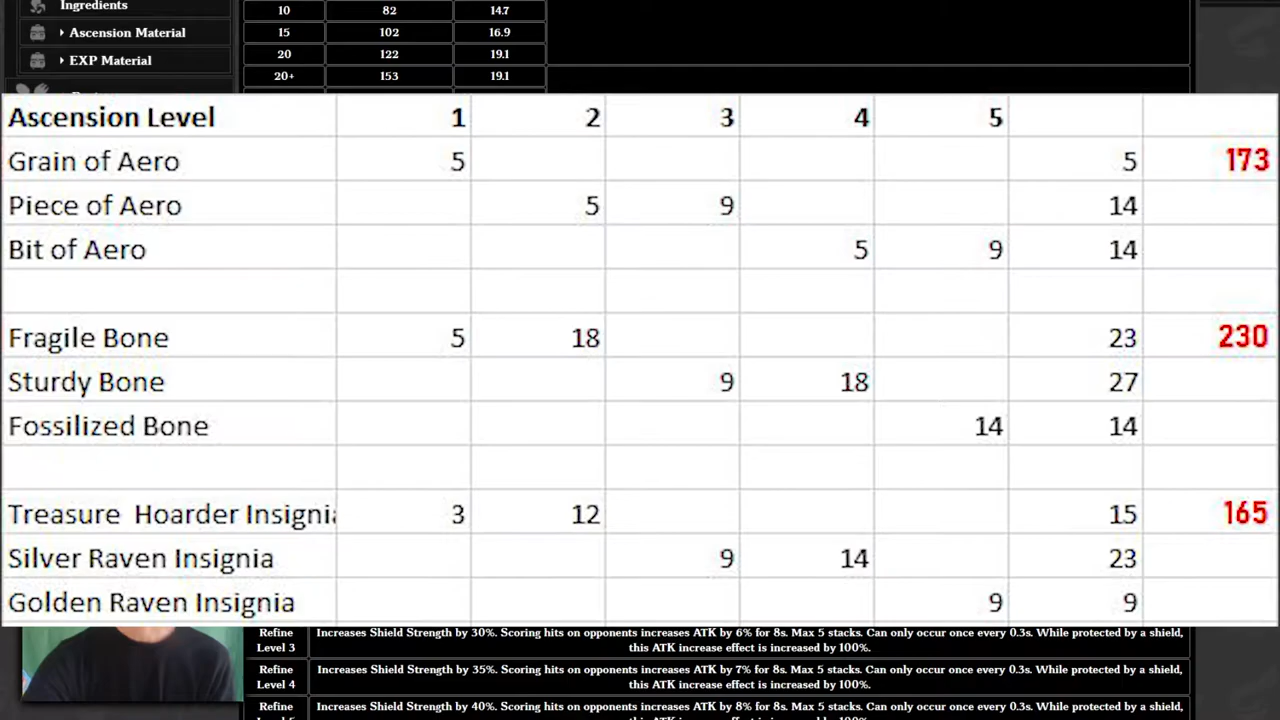 Ingredients
Ascension Material
EXP Material
10 82 14.7
15 102 16.9
20 122 19.1
20+ 153 19.1
Ascension Level 1 2 3 4 5
Grain of Aero 5 5 173
Piece of Aero 5 9 14
Bit of Aero 5 9 14
Fragile Bone 5 18 23 230
Sturdy Bone 9 18 27
Fossilized Bone 14 14
Treasure Hoarder Insignia 3 12 15 165
Silver Raven Insignia 9 14 23
Golden Raven Insignia 9 9
Refine Level 3 Increases Shield Strength by 30%. Scoring hits on opponents increases ATK by 6% for 8s. Max 5 stacks. Can only occur once every 0.3s. While protected by a shield,
this ATK increase effect is increased by 100%.
Refine Level 4 Increases Shield Strength by 35%. Scoring hits on opponents increases ATK by 7% for 8s. Max 5 stacks. Can only occur once every 0.3s. While protected by a shield,
this ATK increase effect is increased by 100%.
Refine Increases Shield Strength by 40%. Scoring hits on opponents increases ATK by 8% for 8s. Max 5 stacks. Can only occur once every 0.3s. While protected by a shield,